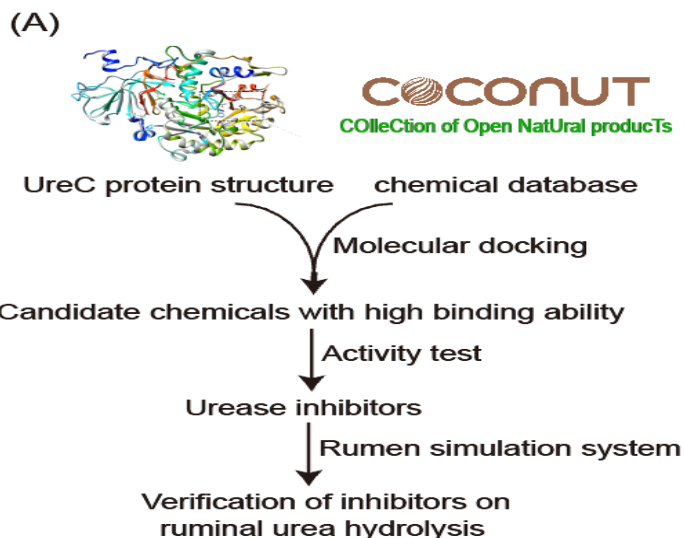 (A)
COCONUT
COlleCtion of Open NatUral producTs
UreC protein structure chemical database
Molecular docking
Candidate chemicals with high binding ability
Activity test
Urease inhibitors
Rumen simulation system
Verification of inhibitors on
ruminal urea hydrolysis